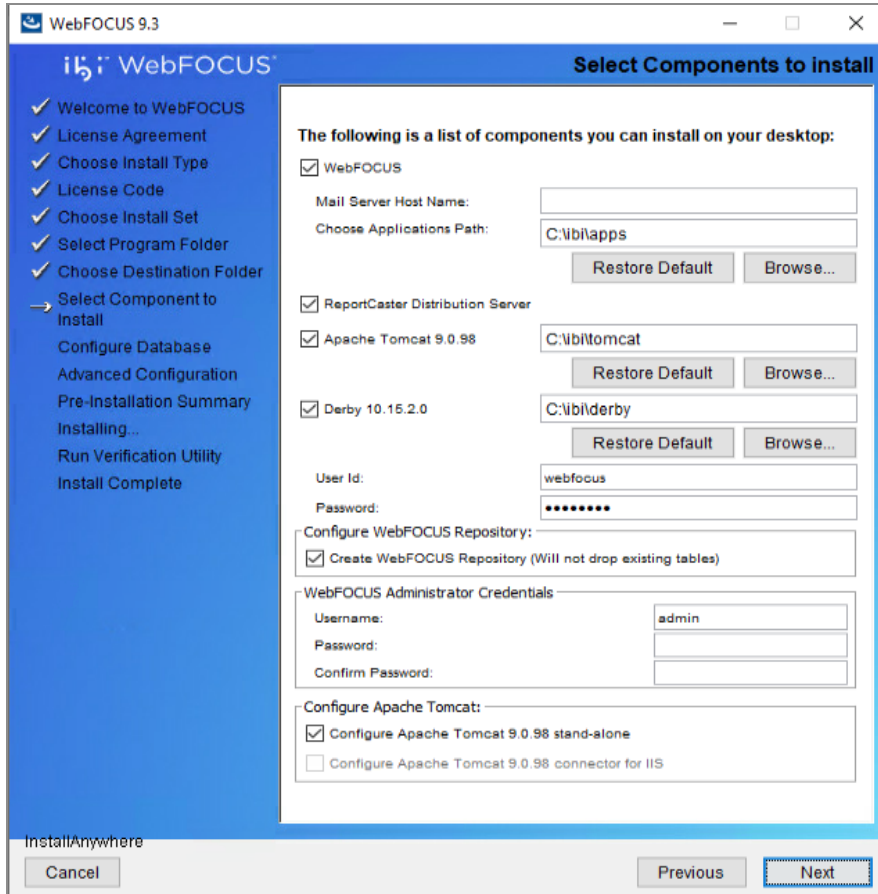 WebFOCUS 9.3
ibi WebFOCUS
Select Components to install
Welcome to WebFOCUS
License Agreement
Choose Install Type
License Code
Choose Install Set
Select Program Folder
Choose Destination Folder
Select Component to
Install
Configure Database
Advanced Configuration
Pre-Installation Summary
Installing...
Run Verification Utility
Install Complete
The following is a list of components you can install on your desktop:
WebFOCUS
Mail Server Host Name:
Choose Applications Path: C:\ibi\apps
Restore Default Browse...
ReportCaster Distribution Server
Apache Tomcat 9.0.98 C:\ibi\tomcat
Restore Default Browse...
Derby 10.15.2.0 C:\ibi\derby
Restore Default Browse...
User Id: webfocus
Password: ••••••••
Configure WebFOCUS Repository:
Create WebFOCUS Repository (Will not drop existing tables)
WebFOCUS Administrator Credentials
Username: admin
Password:
Confirm Password:
Configure Apache Tomcat:
Configure Apache Tomcat 9.0.98 stand-alone
Configure Apache Tomcat 9.0.98 connector for IIS
InstallAnywhere
Cancel Previous Next